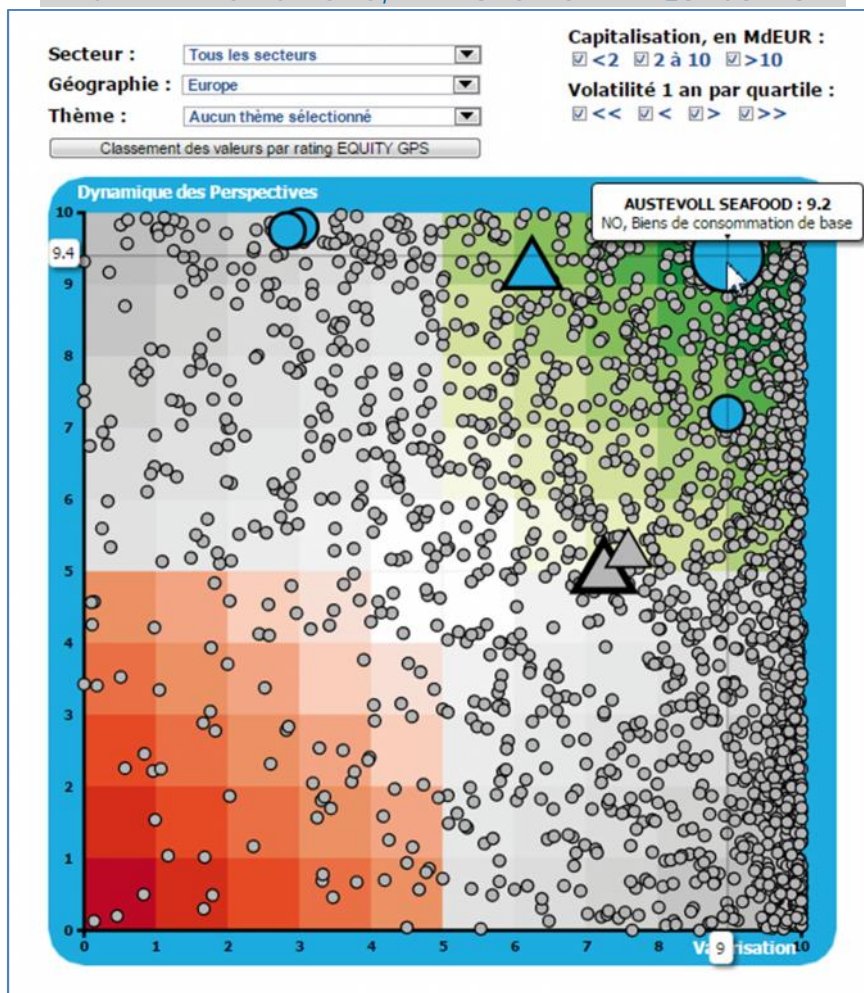 Secteur :
Tous les secteurs
Géographie :
Europe
Thème :
Aucun thème sélectionné
Classement des valeurs par rating EQUITY GPS
Capitalisation, en MdEUR :
<2 2 à 10 >10
Volatilité 1 an par quartile :
<< < > >>
Dynamique des Perspectives
AUSTEVOLL SEAFOOD : 9.2
NO, Biens de consommation de base
10
9.4
9
8
7
6
5
4
3
2
1
0
0 1 2 3 4 5 6 7 8 9 10